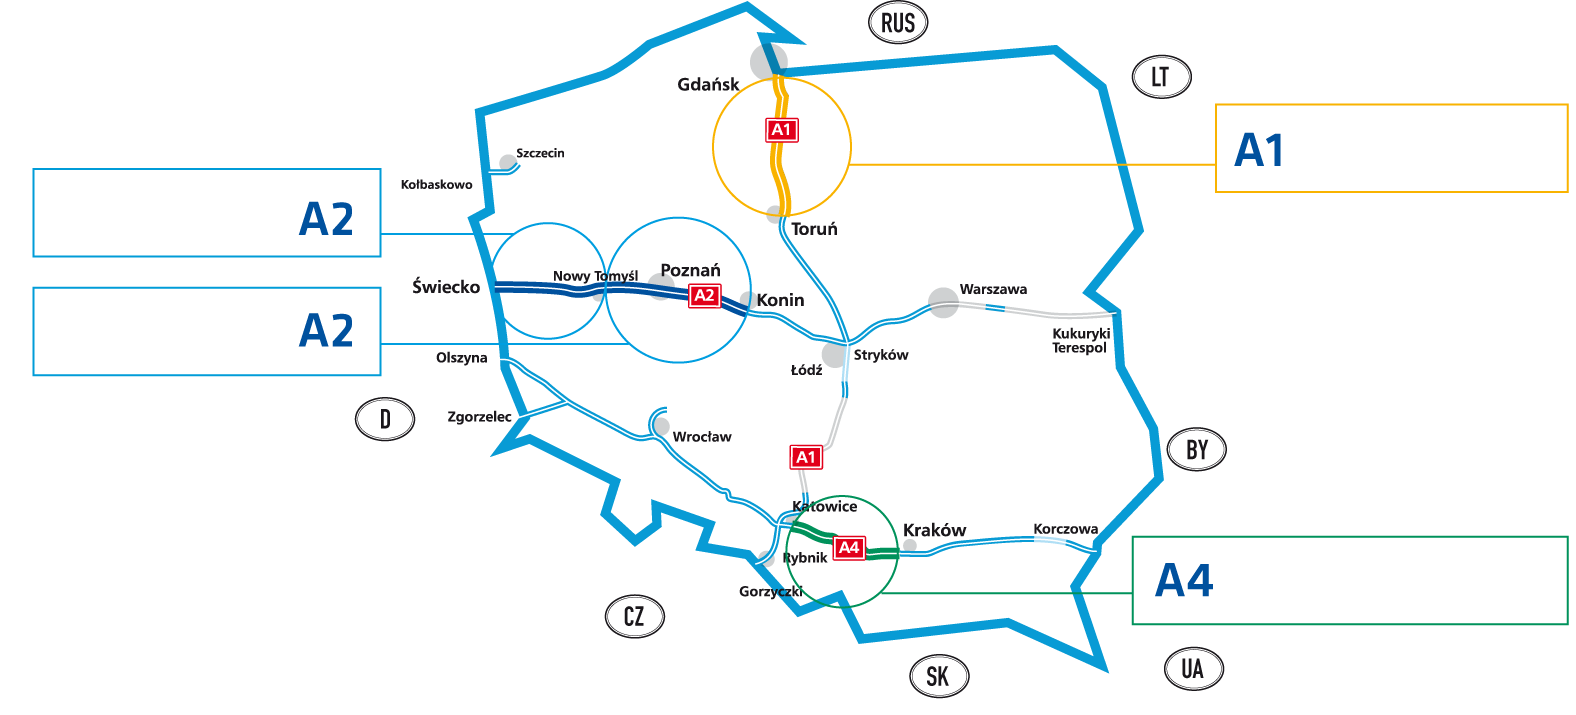 RUS
LT
Gdańsk
A1
A1
Szczecin
Kołbaskowo
A2
Toruń
Poznań
Nowy Tomyśl
Świecko
A2
Konin
Warszawa
A2
Kukuryki
Terespol
Stryków
Olszyna
Łódź
D
Zgorzelec
Wrocław
BY
A1
Katowice
Kraków
Korczowa
A4
Rybnik
A4
Gorzyczki
CZ
SK
UA